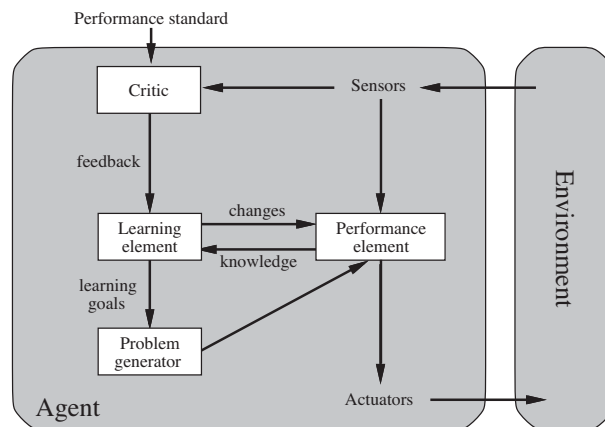 Performance standard
Critic
Sensors
feedback
changes
Learning
element
Performance
element
knowledge
learning
goals
Problem
generator
Agent
Actuators
Environment